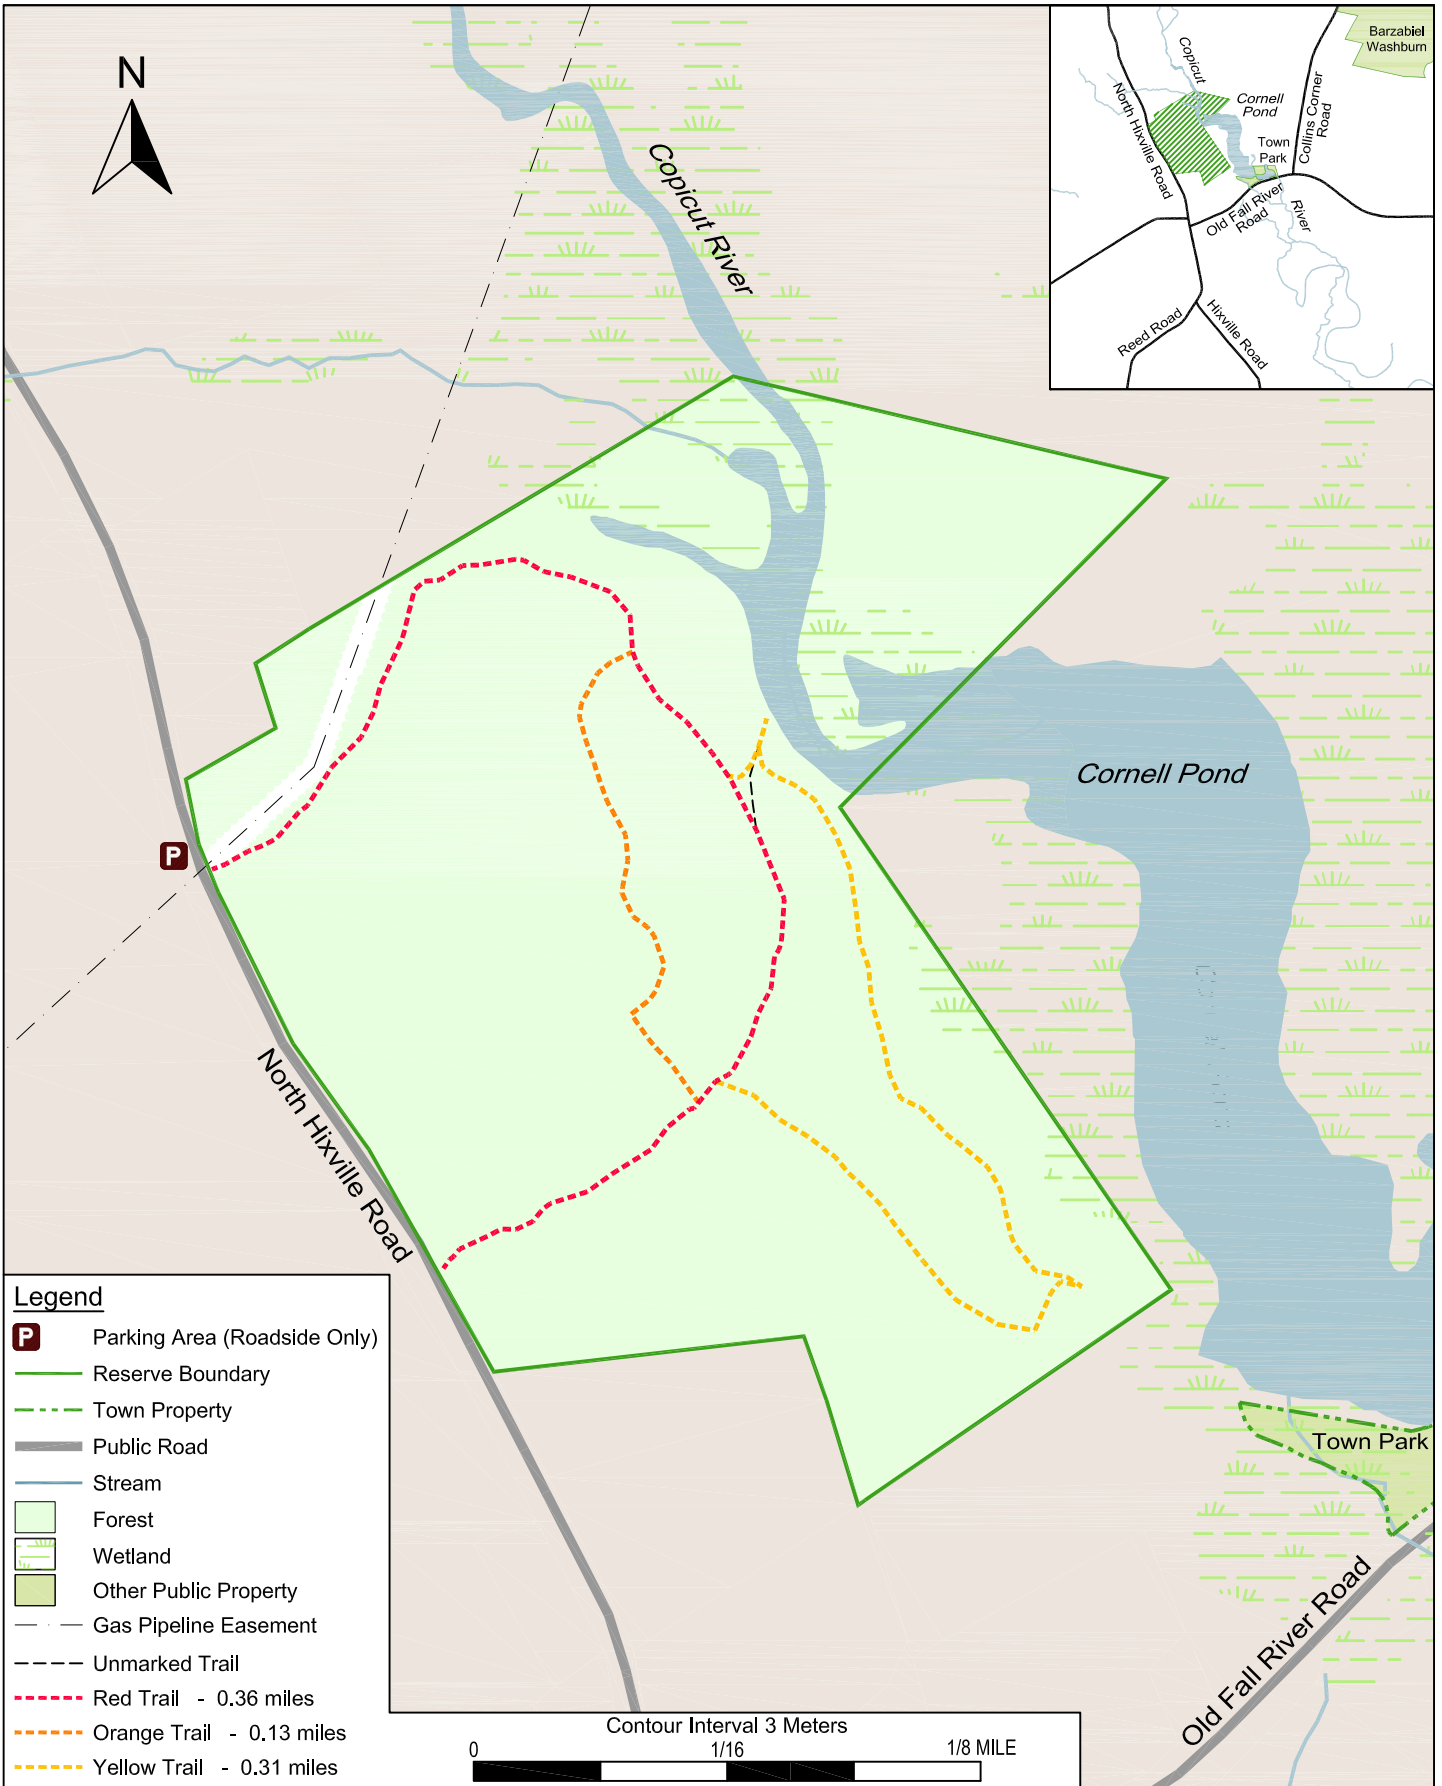 N
Copicut River
Cornell Pond
P
North Hixville Road
Town Park
Old Fall River Road
Barzabiel
Washburn
Copicut
Cornell
Pond
North Hixville Road
Collins Corner
Road
Town
Park
Old Fall River
Road
River
Reed Road
Hixville Road
Legend
P Parking Area (Roadside Only)
Reserve Boundary
Town Property
Public Road
Stream
Forest
Wetland
Other Public Property
Gas Pipeline Easement
Unmarked Trail
Red Trail - 0.36 miles
Orange Trail - 0.13 miles
Yellow Trail - 0.31 miles
Contour Interval 3 Meters
0 1/16 1/8 MILE